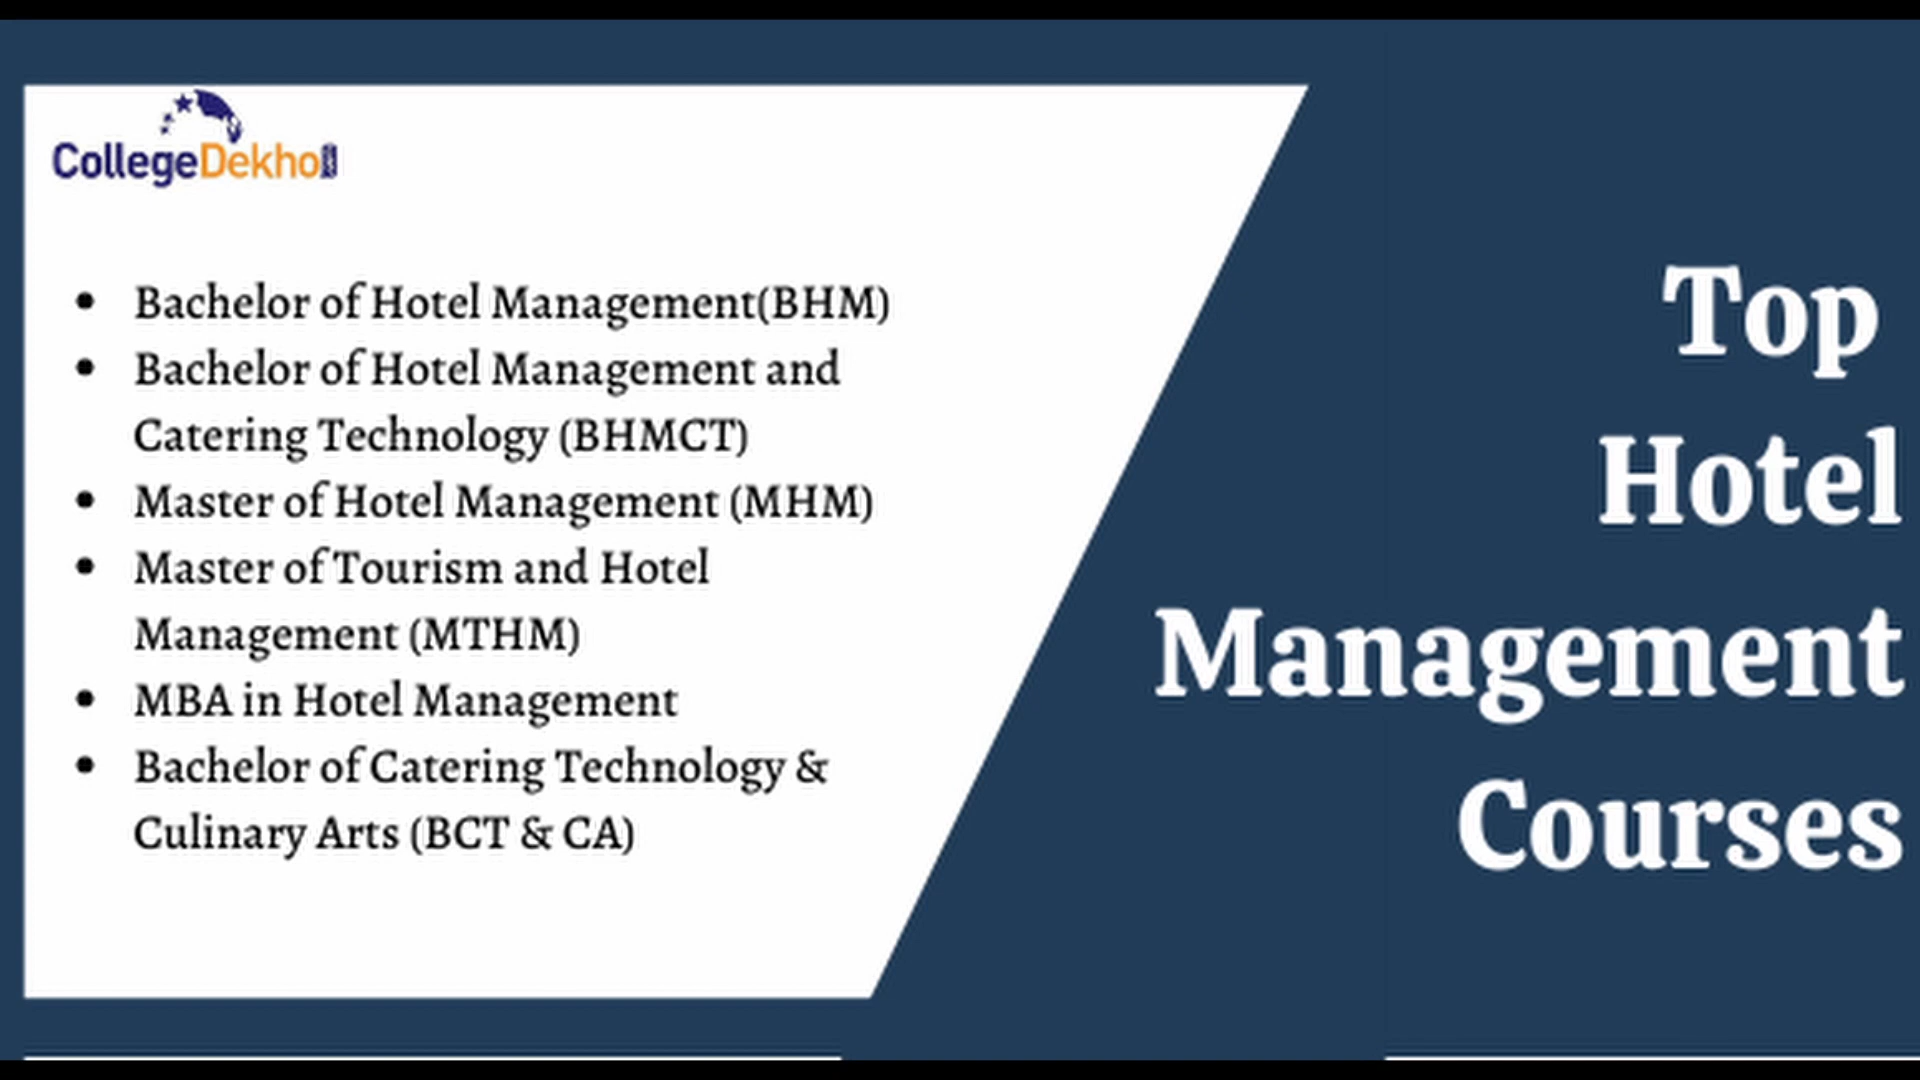 CollegeDekho
• Bachelor of Hotel Management(BHM)
• Bachelor of Hotel Management and
Catering Technology (BHMCT)
• Master of Hotel Management (MHM)
• Master of Tourism and Hotel
Management (MTHM)
• MBA in Hotel Management
• Bachelor of Catering Technology &
Culinary Arts (BCT & CA)
Top
Hotel
Management
Courses